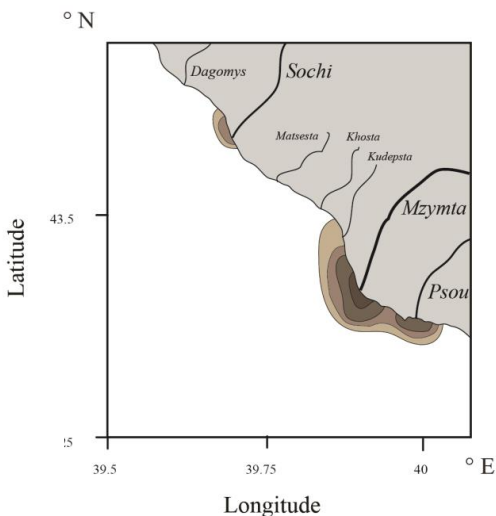 ° N
Dagomys
Sochi
Matsesta
Khosta
Kudepsta
43.5
Mzymta
Psou
Latitude
39.5
39.75
40
° E
Longitude